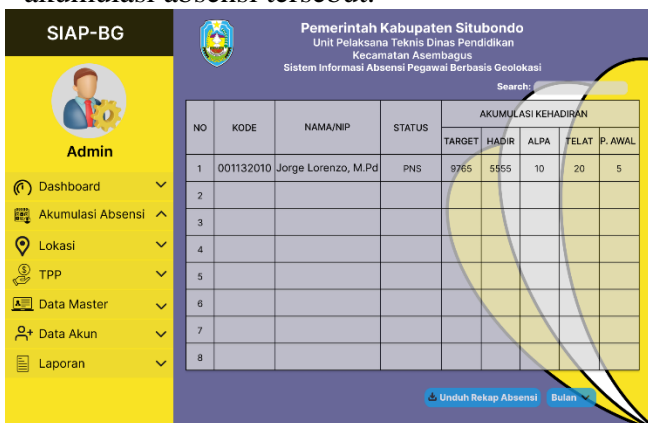 akumulasi absensi tersebut.
SIAP-BG
Admin
Dashboard
Akumulasi Absensi
Lokasi
TPP
Data Master
Data Akun
Laporan
Pemerintah Kabupaten Situbondo
Unit Pelaksana Teknis Dinas Pendidikan
Kecamatan Asembagus
Sistem Informasi Absensi Pegawai Berbasis Geolokasi
Search:
NO KODE NAMA/NIP STATUS AKUMULASI KEHADIRAN
TARGET HADIR ALPA TELAT P. AWAL
1 001132010 Jorge Lorenzo, M.Pd PNS 9765 5555 10 20 5
2
3
4
5
6
7
8
Unduh Rekap Absensi Bulan